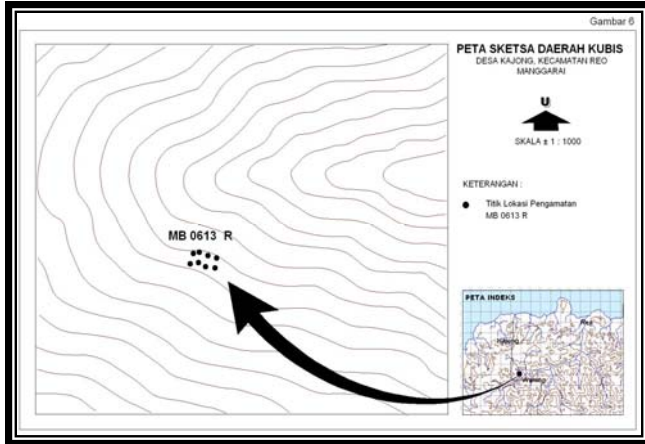 Gambar 6
PETA SKETSA DAERAH KUBIS
DESA KAJONG, KECAMATAN REO
MANGGARAI
U
SKALA ± 1 : 1000
KETERANGAN :
Titik Lokasi Pengamatan
MB 0613 R
MB 0613 R
PETA INDEKS
Reo